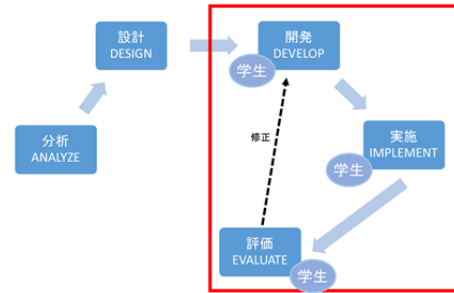 設計
DESIGN
開発
DEVELOP
学生
分析
ANALYZE
修正
実施
IMPLEMENT
学生
評価
EVALUATE
学生